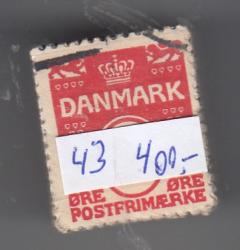 DANMARK
43 400,-
ØRE ØRE
POSTFRIMÆRKE